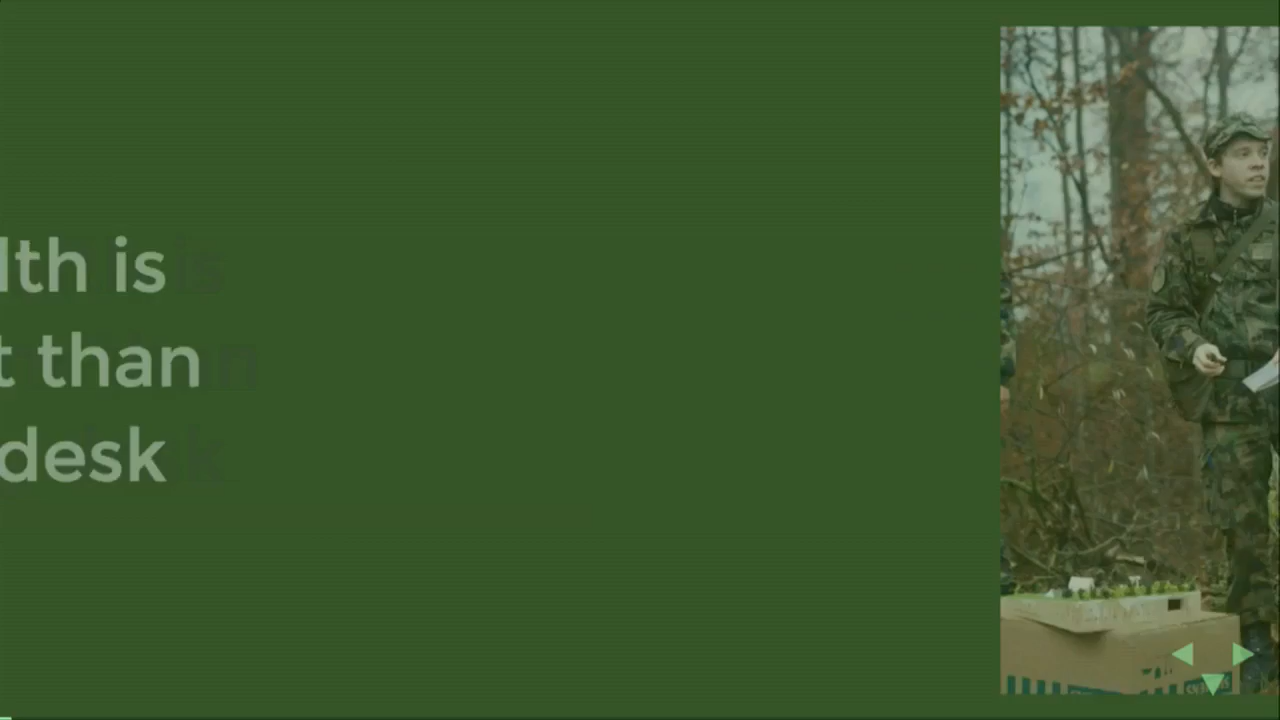 lth is
t than
desk